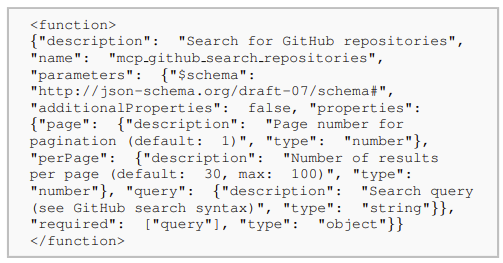 <function>
{"description": "Search for GitHub repositories",
"name": "mcp_github_search_repositories",
"parameters": {"$schema":
"http://json-schema.org/draft-07/schema#",
"additionalProperties": false, "properties":
{"page": {"description": "Page number for
pagination (default: 1)", "type": "number"},
"perPage": {"description": "Number of results
per page (default: 30, max: 100)", "type":
"number"}, "query": {"description": "Search query
(see GitHub search syntax)", "type": "string"}},
"required": ["query"], "type": "object"}}
</function>